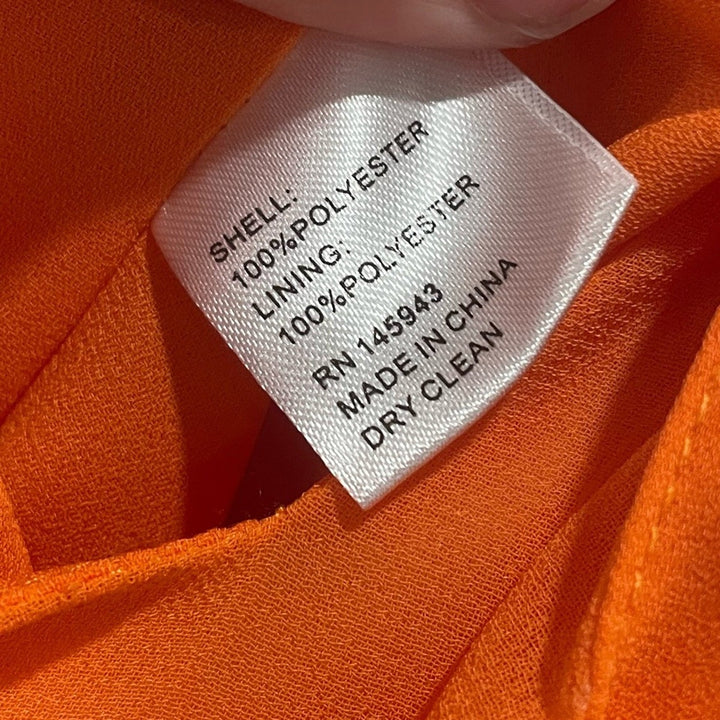 SHELL:
100%POLYESTER
LINING:
100%POLYESTER
RN 145943
MADE IN CHINA
DRY CLEAN